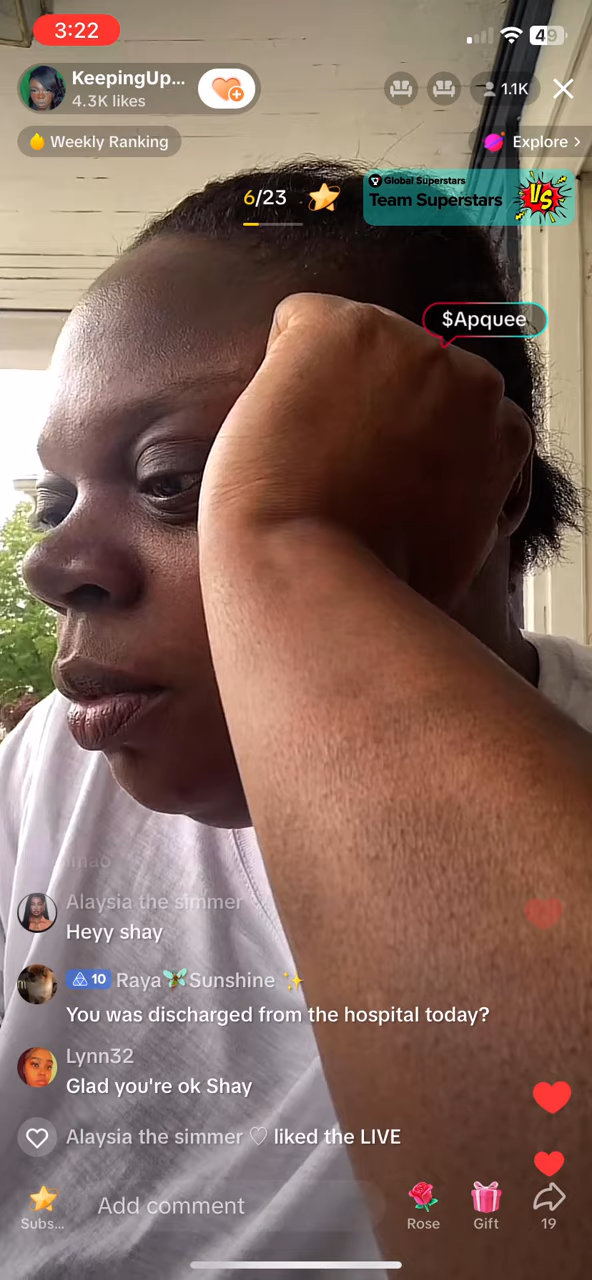 3:22
49
KeepingUp...
4.3K likes
1.1K
Weekly Ranking
Explore >
6/23
Global Superstars
Team Superstars
VS
$Apquee
lmao
Alaysia the simmer
Heyy shay
10 Raya🧚Sunshine ✨
You was discharged from the hospital today?
Lynn32
Glad you're ok Shay
Alaysia the simmer ♡ liked the LIVE
Add comment
Subs...
Rose
Gift
19